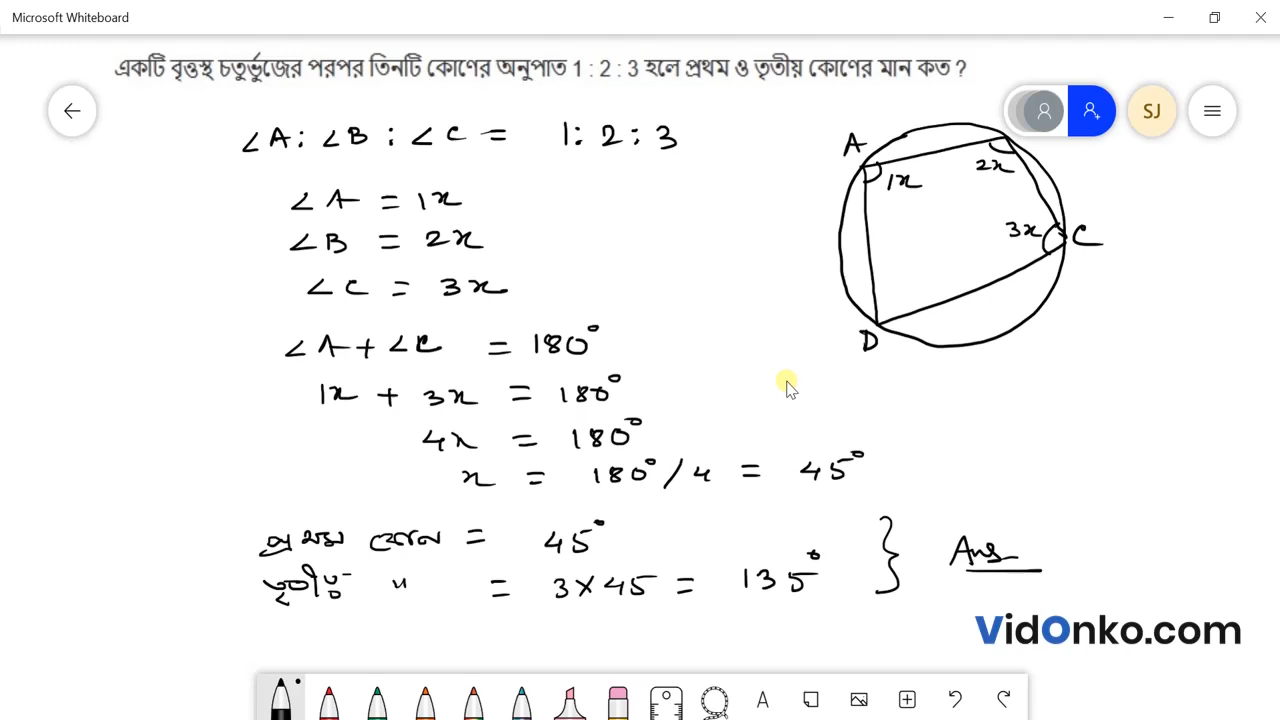 Microsoft Whiteboard
একটি বৃত্তস্থ চতুর্ভুজের পরপর তিনটি কোণের অনুপাত 1 : 2 : 3 হলে প্রথম ও তৃতীয় কোণের মান কত ?
SJ
∠A : ∠B : ∠C = 1 : 2 : 3
∠A = 1x
∠B = 2x
∠C = 3x
∠A + ∠C = 180°
1x + 3x = 180°
4x = 180°
x = 180° / 4 = 45°
প্রথম কোন = 45°
তৃতীয় " = 3 × 45 = 135°
Ans
A
1x
2x
3x
C
D
VidOnko.com
A